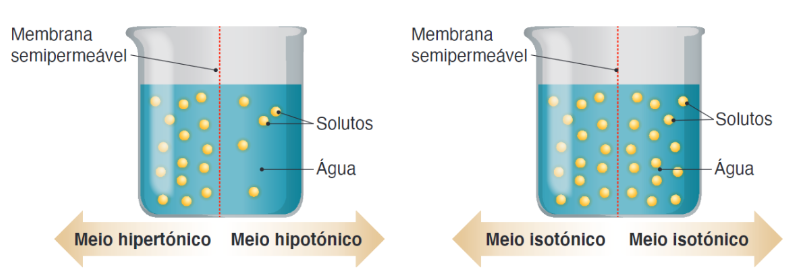 Membrana
semipermeável
Solutos
Água
Meio hipertónico Meio hipotónico
Membrana
semipermeável
Solutos
Água
Meio isotónico Meio isotónico